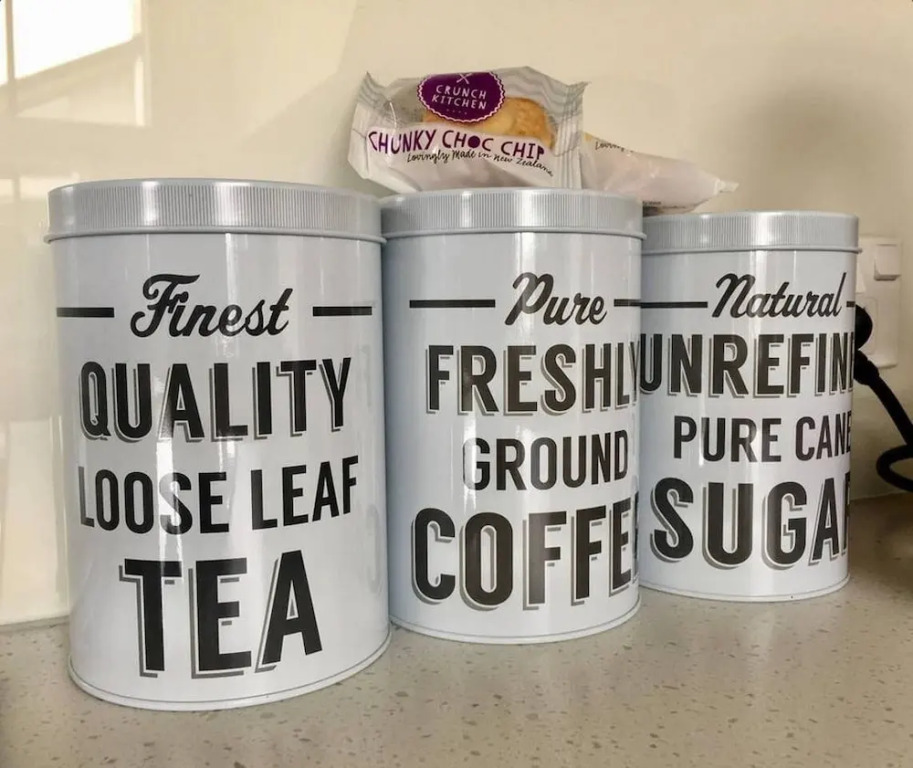 CRUNCH
KITCHEN
CHUNKY CHOC CHIP
Lovingly Made in New Zealand
Finest
QUALITY
LOOSE LEAF
TEA
Pure
FRESHLY
GROUND
COFFE
Natural
UNREFIN
PURE CANE
SUGAR